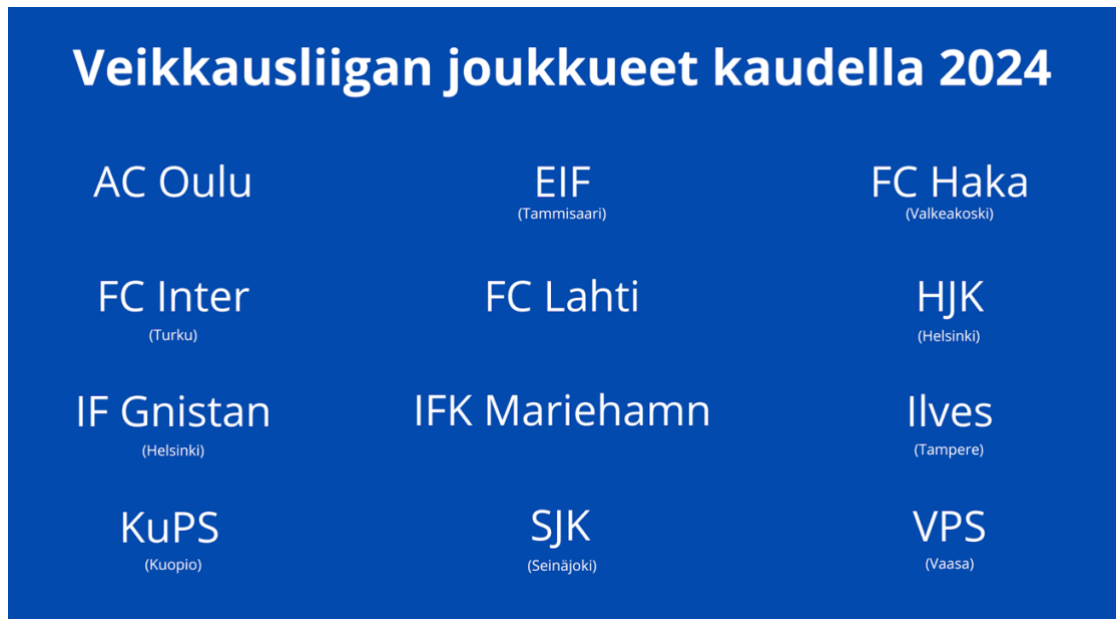 Veikkausliigan joukkueet kaudella 2024
AC Oulu
EIF
(Tammisaari)
FC Haka
(Valkeakoski)
FC Inter
(Turku)
FC Lahti
HJK
(Helsinki)
IF Gnistan
(Helsinki)
IFK Mariehamn
Ilves
(Tampere)
KuPS
(Kuopio)
SJK
(Seinäjoki)
VPS
(Vaasa)